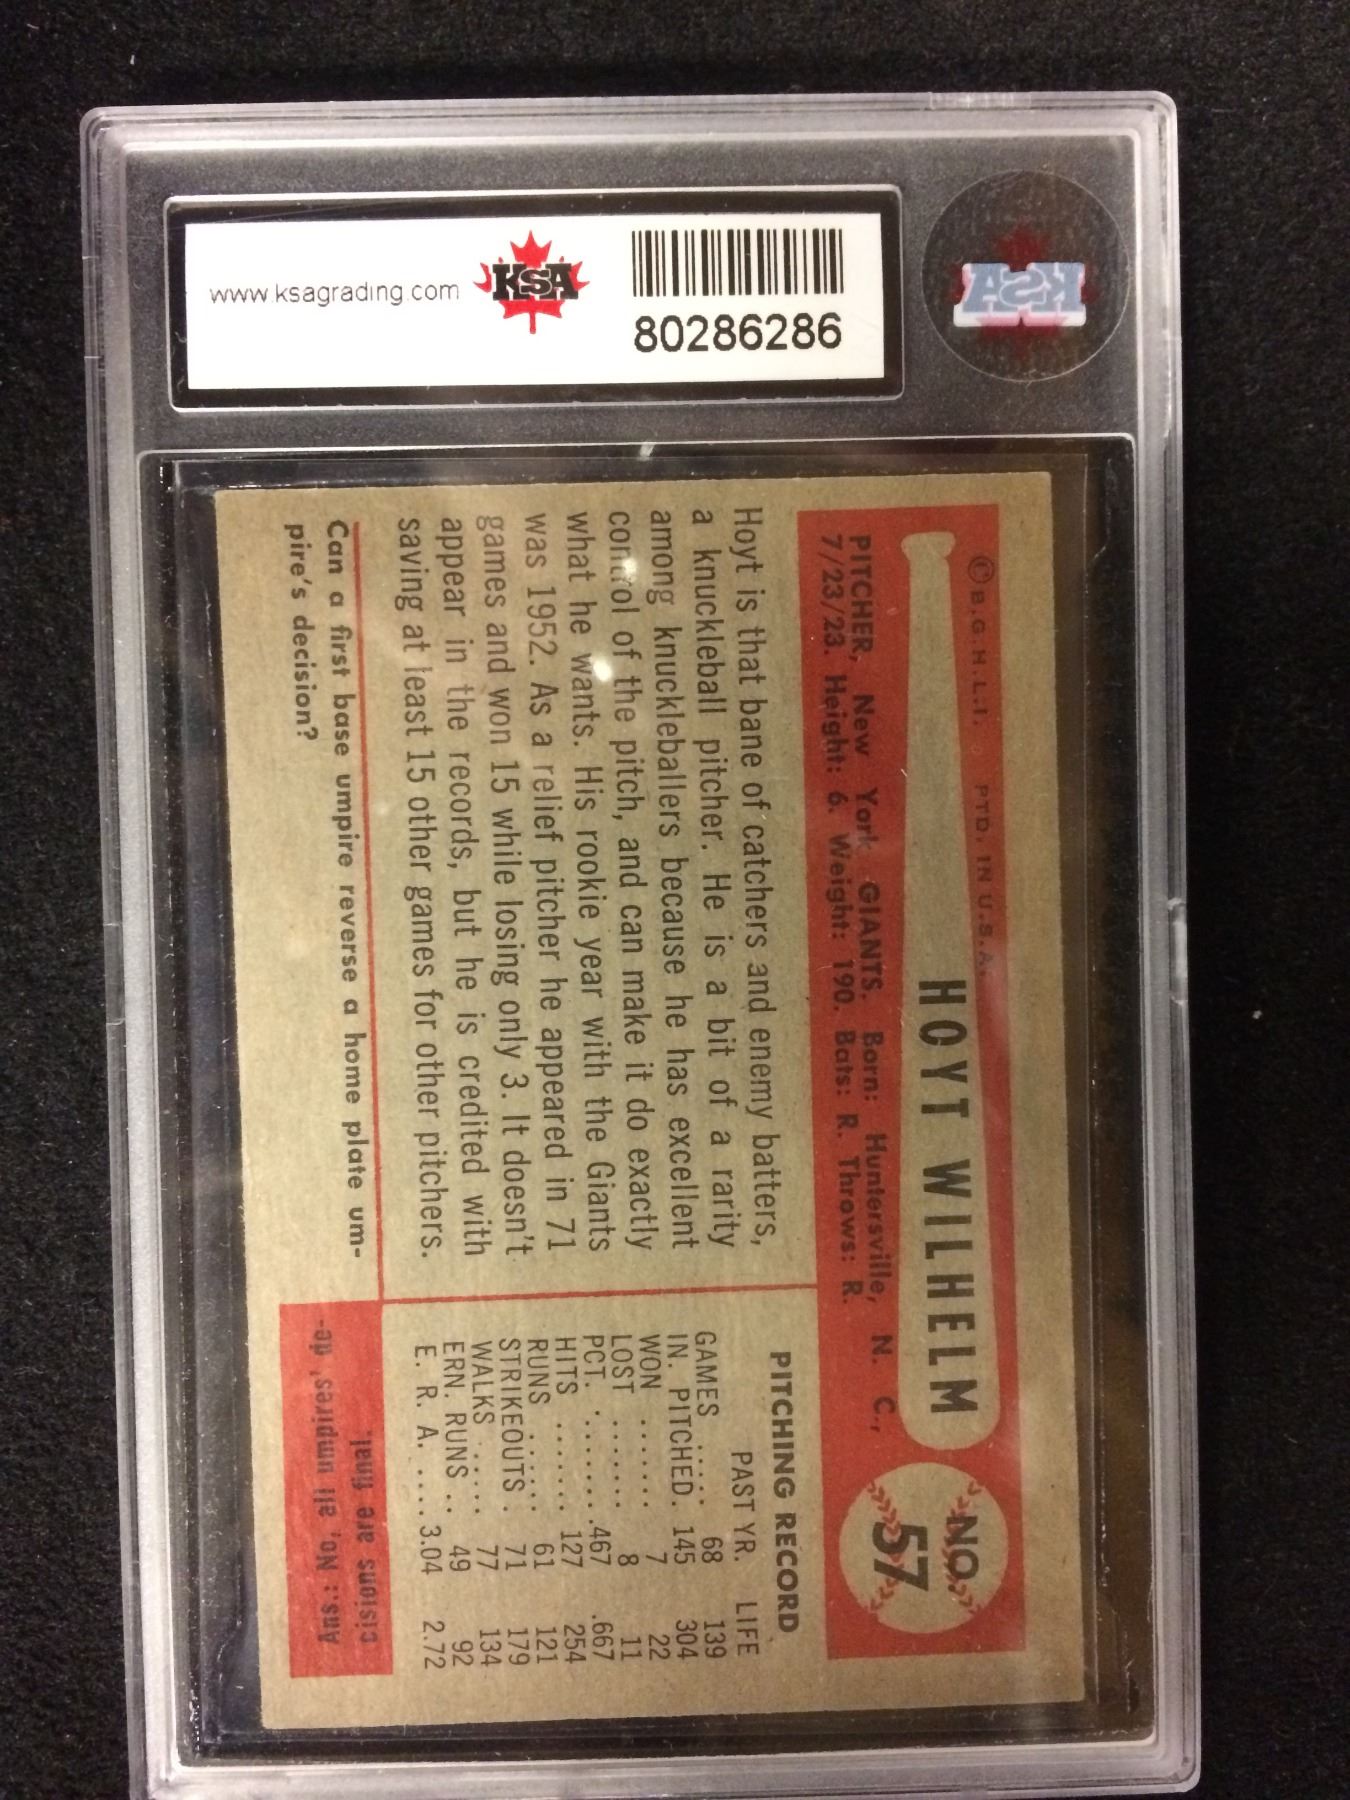 www.ksagrading.com
KSA
80286286
KSA
© B.G.H.L.I. PTD. IN U.S.A.
HOYT WILHELM
NO.
57
PITCHER, New York GIANTS. Born: Huntersville, N. C.,
7/23/23. Height: 6. Weight: 190. Bats: R. Throws: R.
Hoyt is that bane of catchers and enemy batters,
a knuckleball pitcher. He is a bit of a rarity
among knuckleballers because he has excellent
control of the pitch, and can make it do exactly
what he wants. His rookie year with the Giants
was 1952. As a relief pitcher he appeared in 71
games and won 15 while losing only 3. It doesn't
appear in the records, but he is credited with
saving at least 15 other games for other pitchers.
PITCHING RECORD
PAST YR. LIFE
GAMES ..... 68 139
IN. PITCHED. 145 304
WON ....... 7 22
LOST ....... 8 11
PCT. ........ .467 .667
HITS ....... 127 254
RUNS ...... 61 121
STRIKEOUTS . 71 179
WALKS ..... 77 134
ERN. RUNS .. 49 92
E. R. A. .... 3.04 2.72
Can a first base umpire reverse a home plate um-
pire's decision?
Ans.: No, all umpires' de-
cisions are final.